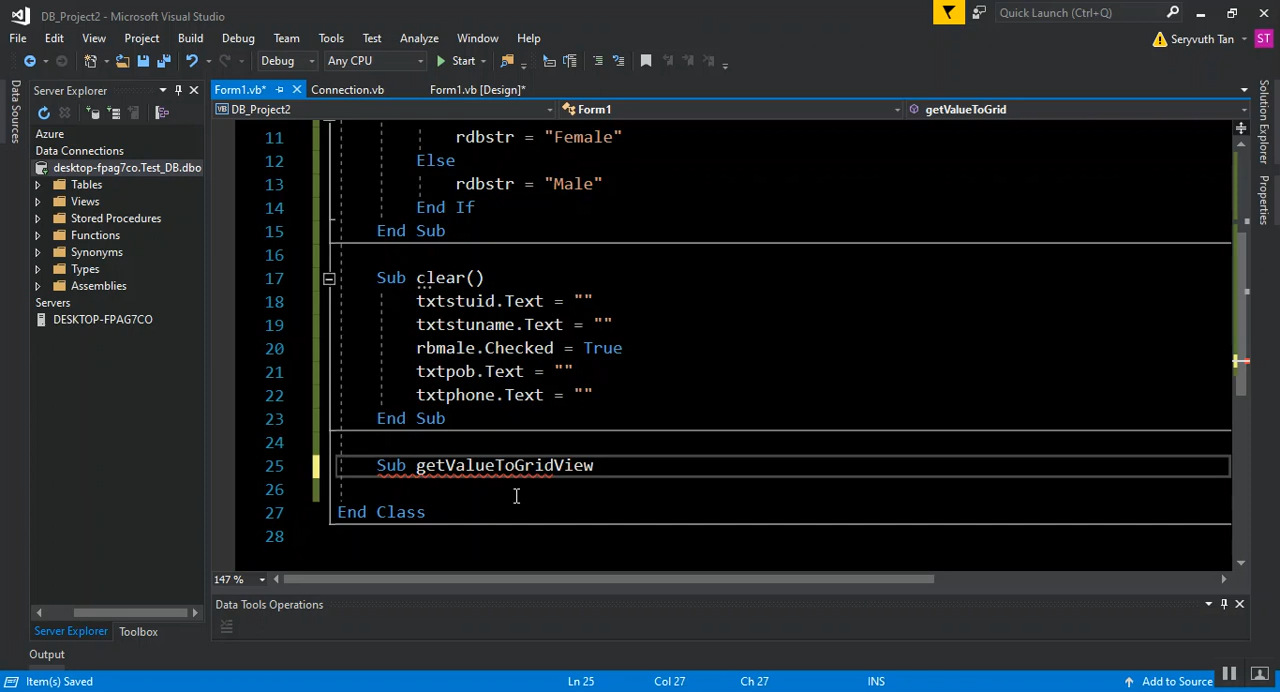 DB_Project2 - Microsoft Visual Studio
Quick Launch (Ctrl+Q)
File Edit View Project Build Debug Team Tools Test Analyze Window Help
Seryvuth Tan ST
Debug Any CPU Start
Data Sources
Server Explorer
Form1.vb* Connection.vb Form1.vb [Design]*
DB_Project2 Form1 getValueToGrid
Azure
Data Connections
desktop-fpag7co.Test_DB.dbo
Tables
Views
Stored Procedures
Functions
Synonyms
Types
Assemblies
Servers
DESKTOP-FPAG7CO
11 rdbstr = "Female"
12 Else
13 rdbstr = "Male"
14 End If
15 End Sub
16
17 Sub clear()
18 txtstuid.Text = ""
19 txtstuname.Text = ""
20 rbmale.Checked = True
21 txtpob.Text = ""
22 txtphone.Text = ""
23 End Sub
24
25 Sub getValueToGridView
26
27 End Class
28
Solution Explorer
Properties
147 %
Data Tools Operations
Server Explorer Toolbox
Output
Item(s) Saved Ln 25 Col 27 Ch 27 INS Add to Source